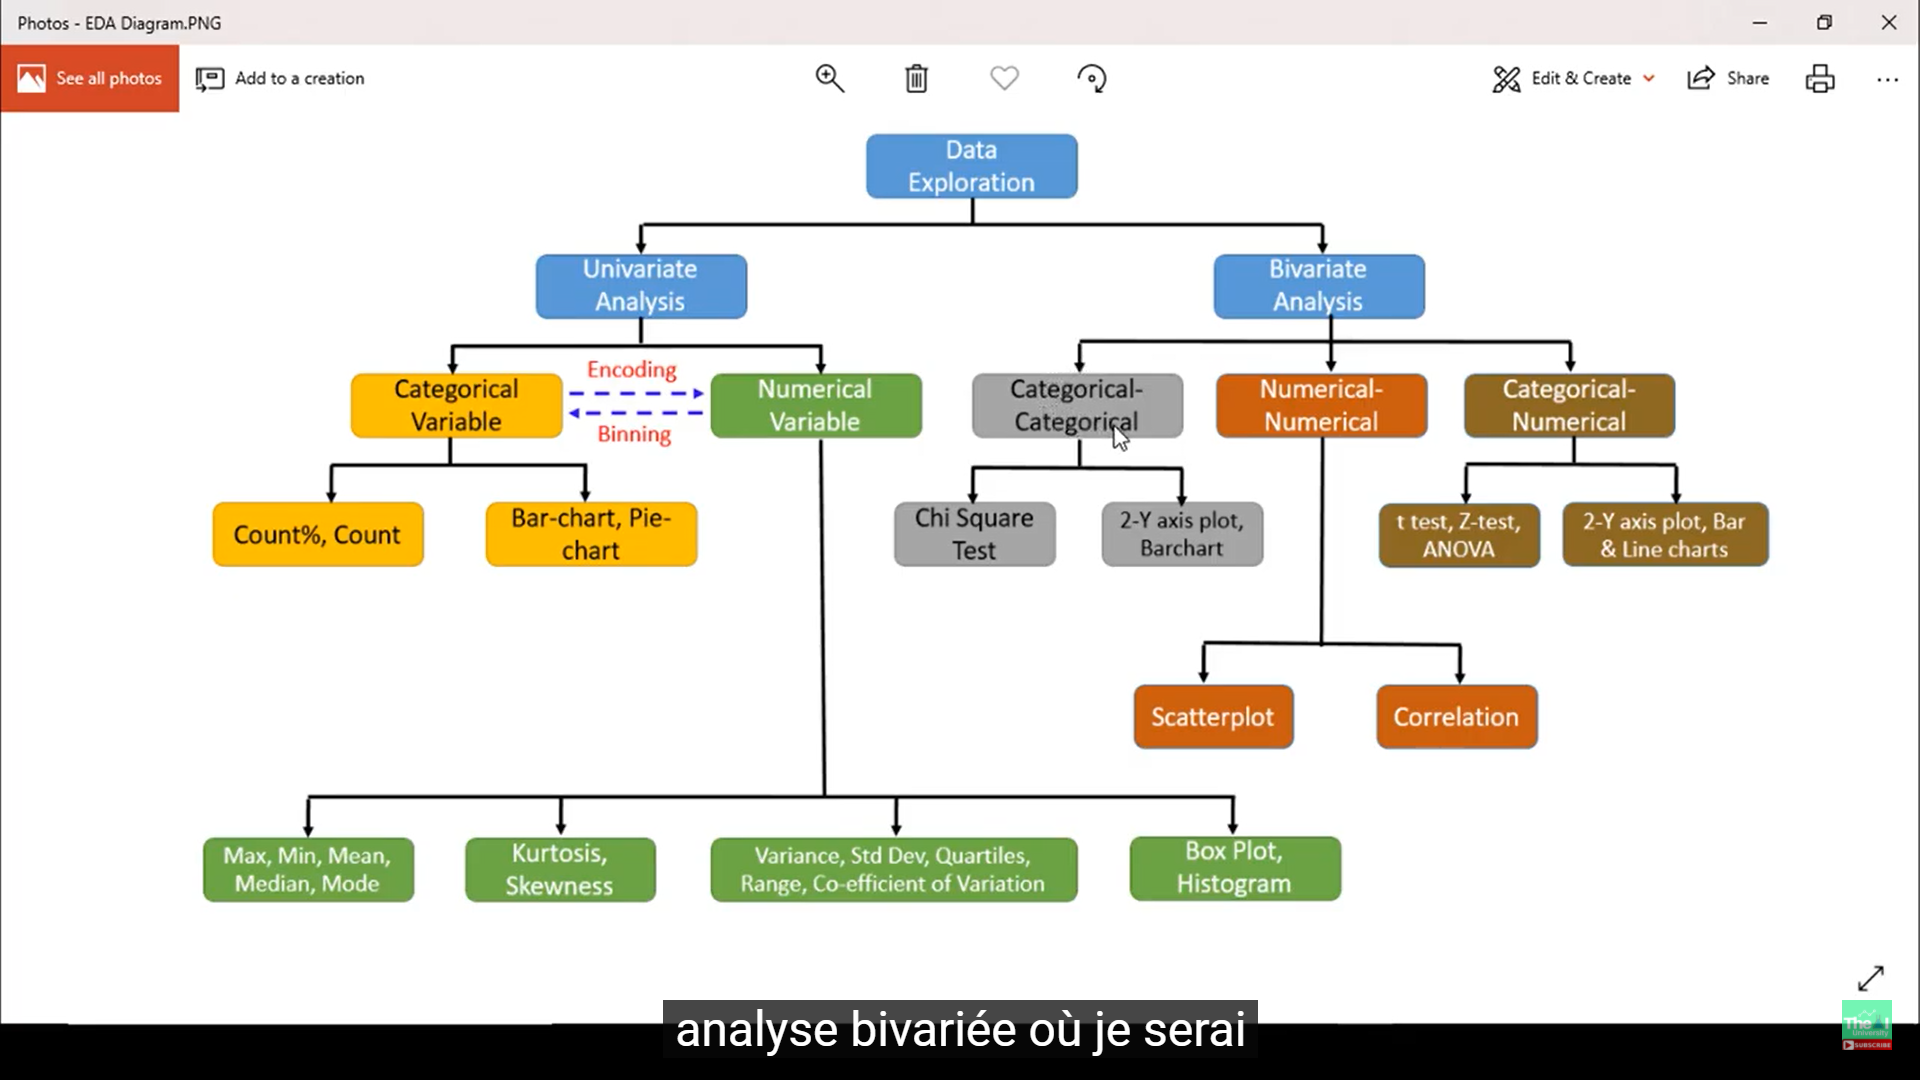 Photos - EDA Diagram.PNG
See all photos
Add to a creation
Edit & Create
Share
Data
Exploration
Univariate
Analysis
Bivariate
Analysis
Categorical
Variable
Encoding
Binning
Numerical
Variable
Categorical-
Categorical
Numerical-
Numerical
Categorical-
Numerical
Count%, Count
Bar-chart, Pie-
chart
Chi Square
Test
2-Y axis plot,
Barchart
t test, Z-test,
ANOVA
2-Y axis plot, Bar
& Line charts
Scatterplot
Correlation
Max, Min, Mean,
Median, Mode
Kurtosis,
Skewness
Variance, Std Dev, Quartiles,
Range, Co-efficient of Variation
Box Plot,
Histogram
analyse bivariée où je serai
The AI
University
SUBSCRIBE